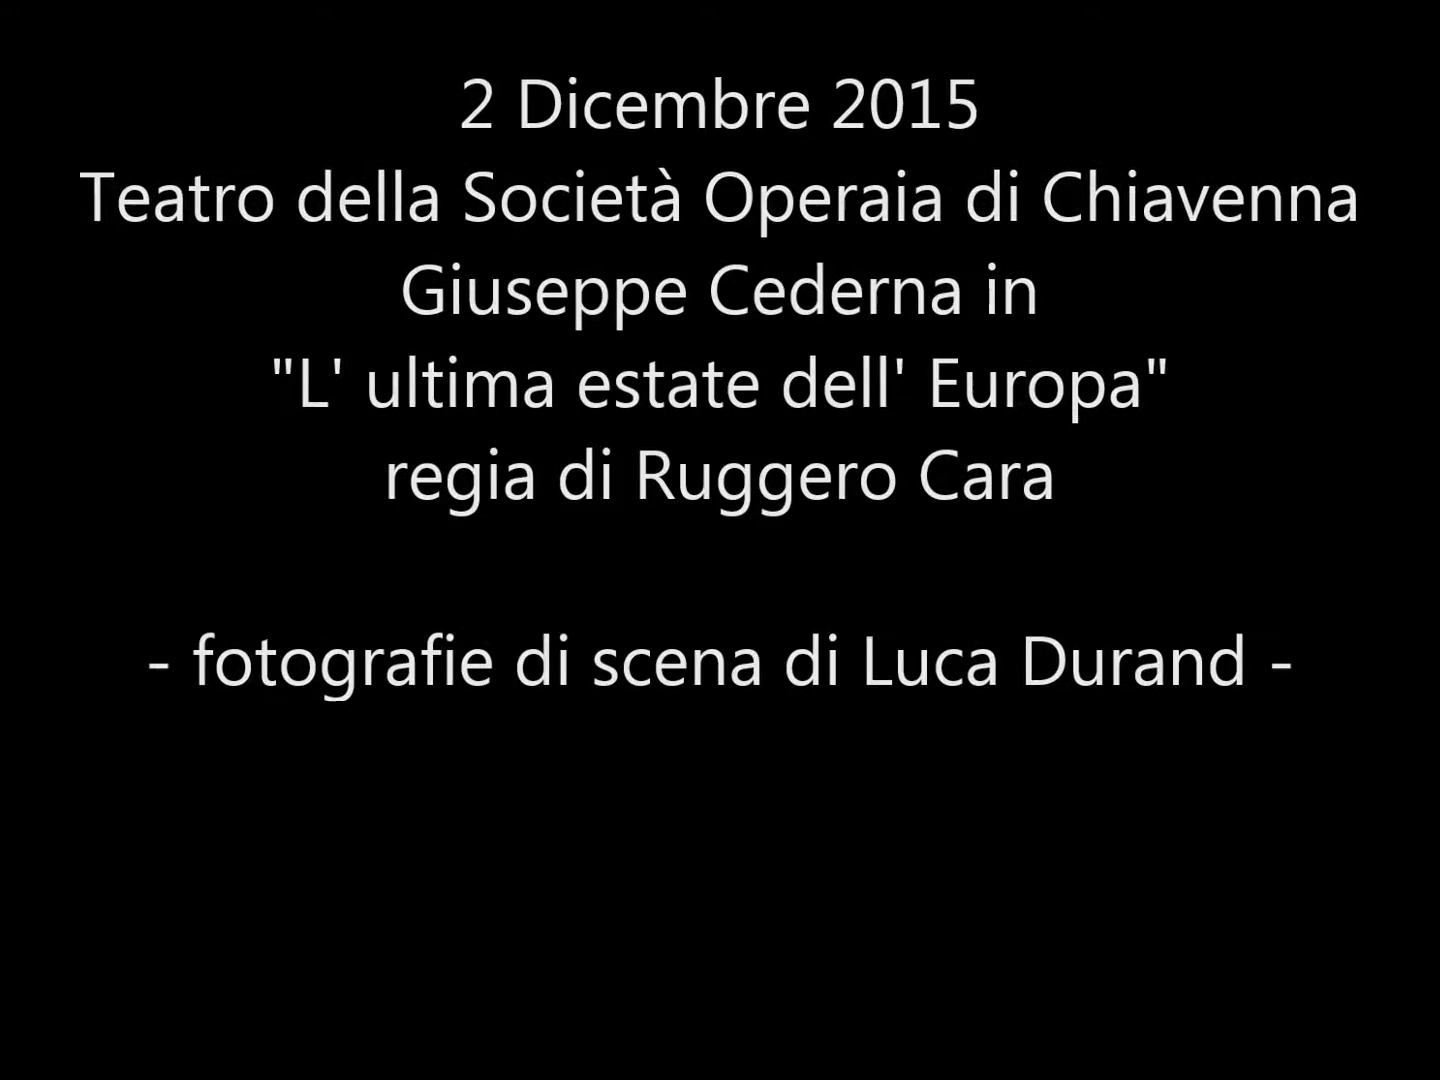 2 Dicembre 2015
Teatro della Società Operaia di Chiavenna
Giuseppe Cederna in
"L' ultima estate dell' Europa"
regia di Ruggero Cara
- fotografie di scena di Luca Durand -